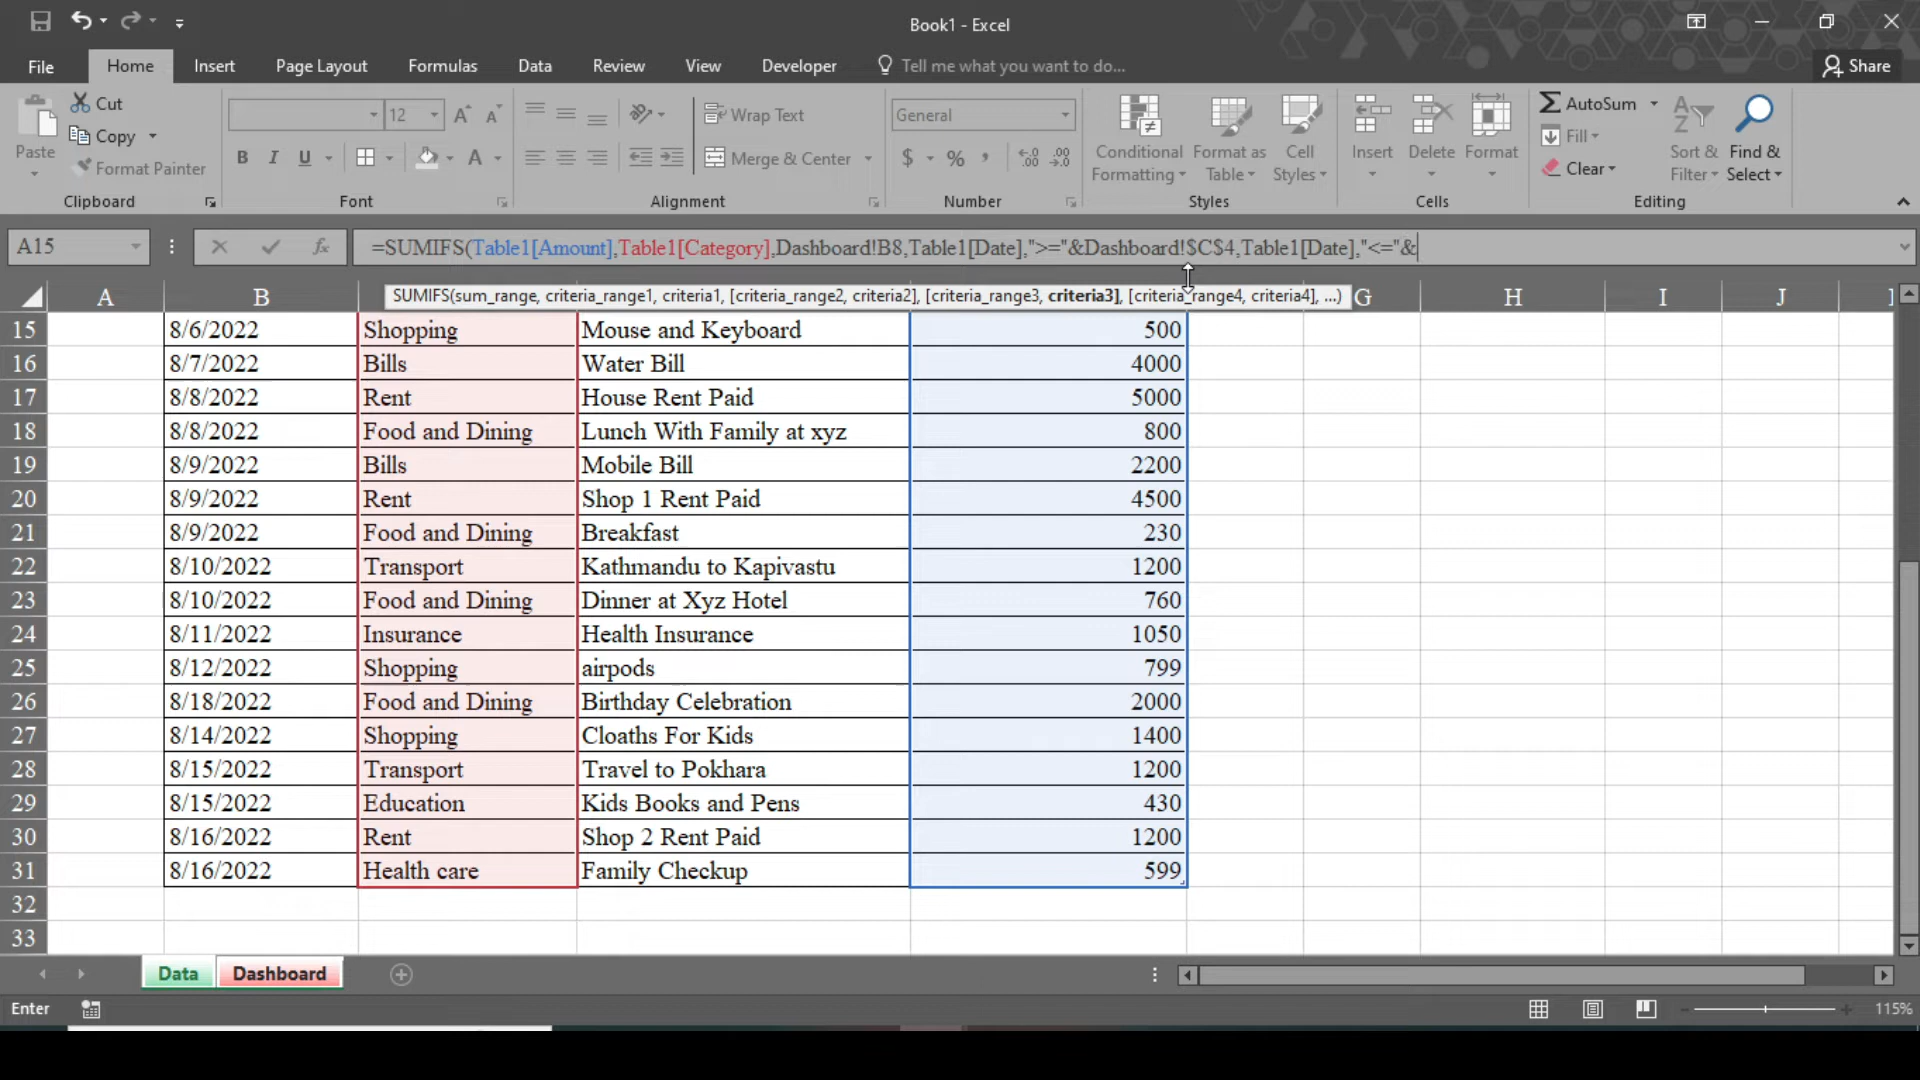 Book1 - Excel
File Home Insert Page Layout Formulas Data Review View Developer Tell me what you want to do... Share
Paste
Cut
Copy
Format Painter
Clipboard
12 A A
B I U A
Font
Wrap Text
Merge & Center
Alignment
General
$ % , .00 .00
Number
Conditional Formatting
Format as Table
Cell Styles
Styles
Insert Delete Format
Cells
AutoSum
Fill
Clear
Sort & Filter
Find & Select
Editing
A15 fx =SUMIFS(Table1[Amount],Table1[Category],Dashboard!B8,Table1[Date],">="&Dashboard!$C$4,Table1[Date],"<="&
SUMIFS(sum_range, criteria_range1, criteria1, [criteria_range2, criteria2], [criteria_range3, criteria3], [criteria_range4, criteria4], ...)
A B G H I J
15 8/6/2022 Shopping Mouse and Keyboard 500
16 8/7/2022 Bills Water Bill 4000
17 8/8/2022 Rent House Rent Paid 5000
18 8/8/2022 Food and Dining Lunch With Family at xyz 800
19 8/9/2022 Bills Mobile Bill 2200
20 8/9/2022 Rent Shop 1 Rent Paid 4500
21 8/9/2022 Food and Dining Breakfast 230
22 8/10/2022 Transport Kathmandu to Kapivastu 1200
23 8/10/2022 Food and Dining Dinner at Xyz Hotel 760
24 8/11/2022 Insurance Health Insurance 1050
25 8/12/2022 Shopping airpods 799
26 8/18/2022 Food and Dining Birthday Celebration 2000
27 8/14/2022 Shopping Cloaths For Kids 1400
28 8/15/2022 Transport Travel to Pokhara 1200
29 8/15/2022 Education Kids Books and Pens 430
30 8/16/2022 Rent Shop 2 Rent Paid 1200
31 8/16/2022 Health care Family Checkup 599
32
33
Data Dashboard
Enter 115%